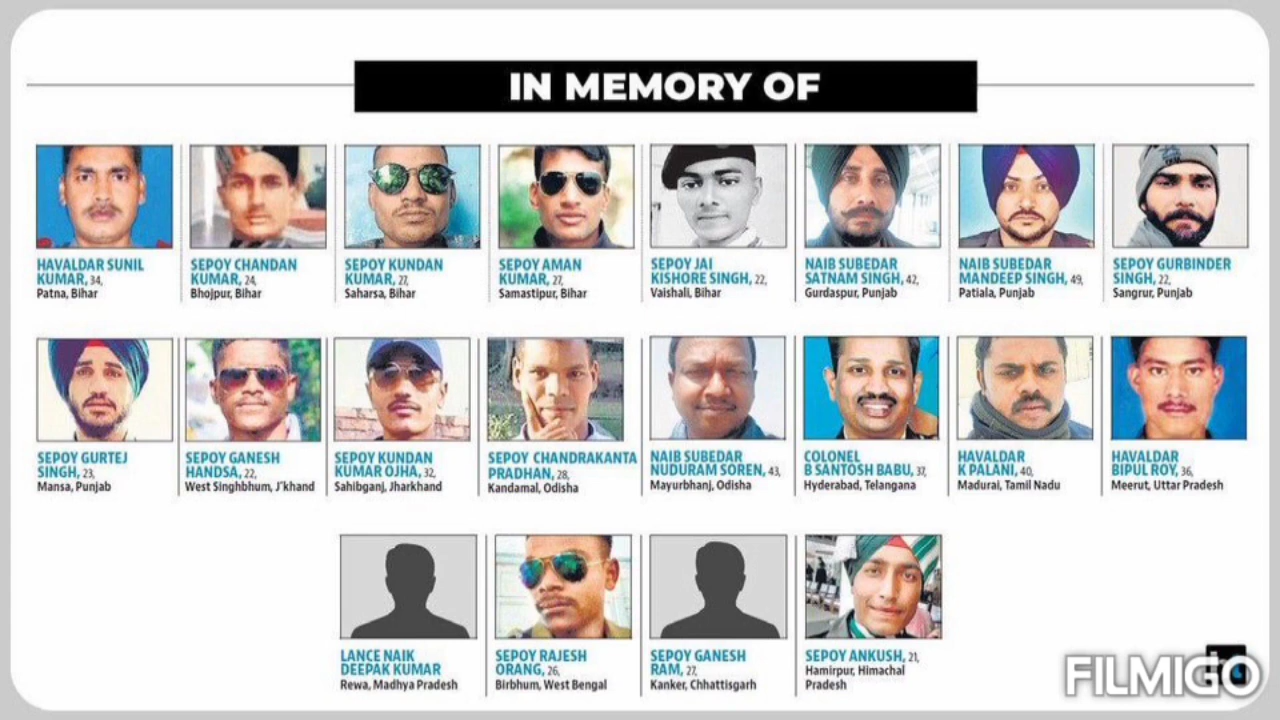 IN MEMORY OF
HAVALDAR SUNIL
KUMAR, 34,
Patna, Bihar
SEPOY CHANDAN
KUMAR, 24,
Bhojpur, Bihar
SEPOY KUNDAN
KUMAR, 27,
Saharsa, Bihar
SEPOY AMAN
KUMAR, 27,
Samastipur, Bihar
SEPOY JAI
KISHORE SINGH, 22,
Vaishali, Bihar
NAIB SUBEDAR
SATNAM SINGH, 42,
Gurdaspur, Punjab
NAIB SUBEDAR
MANDEEP SINGH, 49,
Patiala, Punjab
SEPOY GURBINDER
SINGH, 22,
Sangrur, Punjab
SEPOY GURTEJ
SINGH, 23,
Mansa, Punjab
SEPOY GANESH
HANDSA, 22,
West Singhbhum, J'khand
SEPOY KUNDAN
KUMAR OJHA, 32,
Sahibganj, Jharkhand
SEPOY CHANDRAKANTA
PRADHAN, 28,
Kandamal, Odisha
NAIB SUBEDAR
NUDURAM SOREN, 43,
Mayurbhanj, Odisha
COLONEL
B SANTOSH BABU, 37,
Hyderabad, Telangana
HAVALDAR
K PALANI, 40,
Madurai, Tamil Nadu
HAVALDAR
BIPUL ROY, 36,
Meerut, Uttar Pradesh
LANCE NAIK
DEEPAK KUMAR
Rewa, Madhya Pradesh
SEPOY RAJESH
ORANG, 26,
Birbhum, West Bengal
SEPOY GANESH
RAM, 27,
Kanker, Chhattisgarh
SEPOY ANKUSH, 21,
Hamirpur, Himachal
Pradesh
FILMIGO